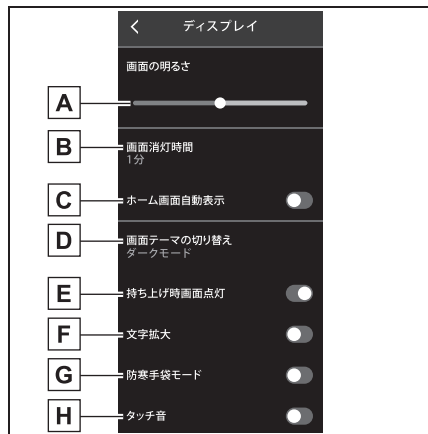 ディスプレイ
画面の明るさ
A
B
画面消灯時間
1分
C
ホーム画面自動表示
D
画面テーマの切り替え
ダークモード
E
持ち上げ時画面点灯
F
文字拡大
G
防寒手袋モード
H
タッチ音